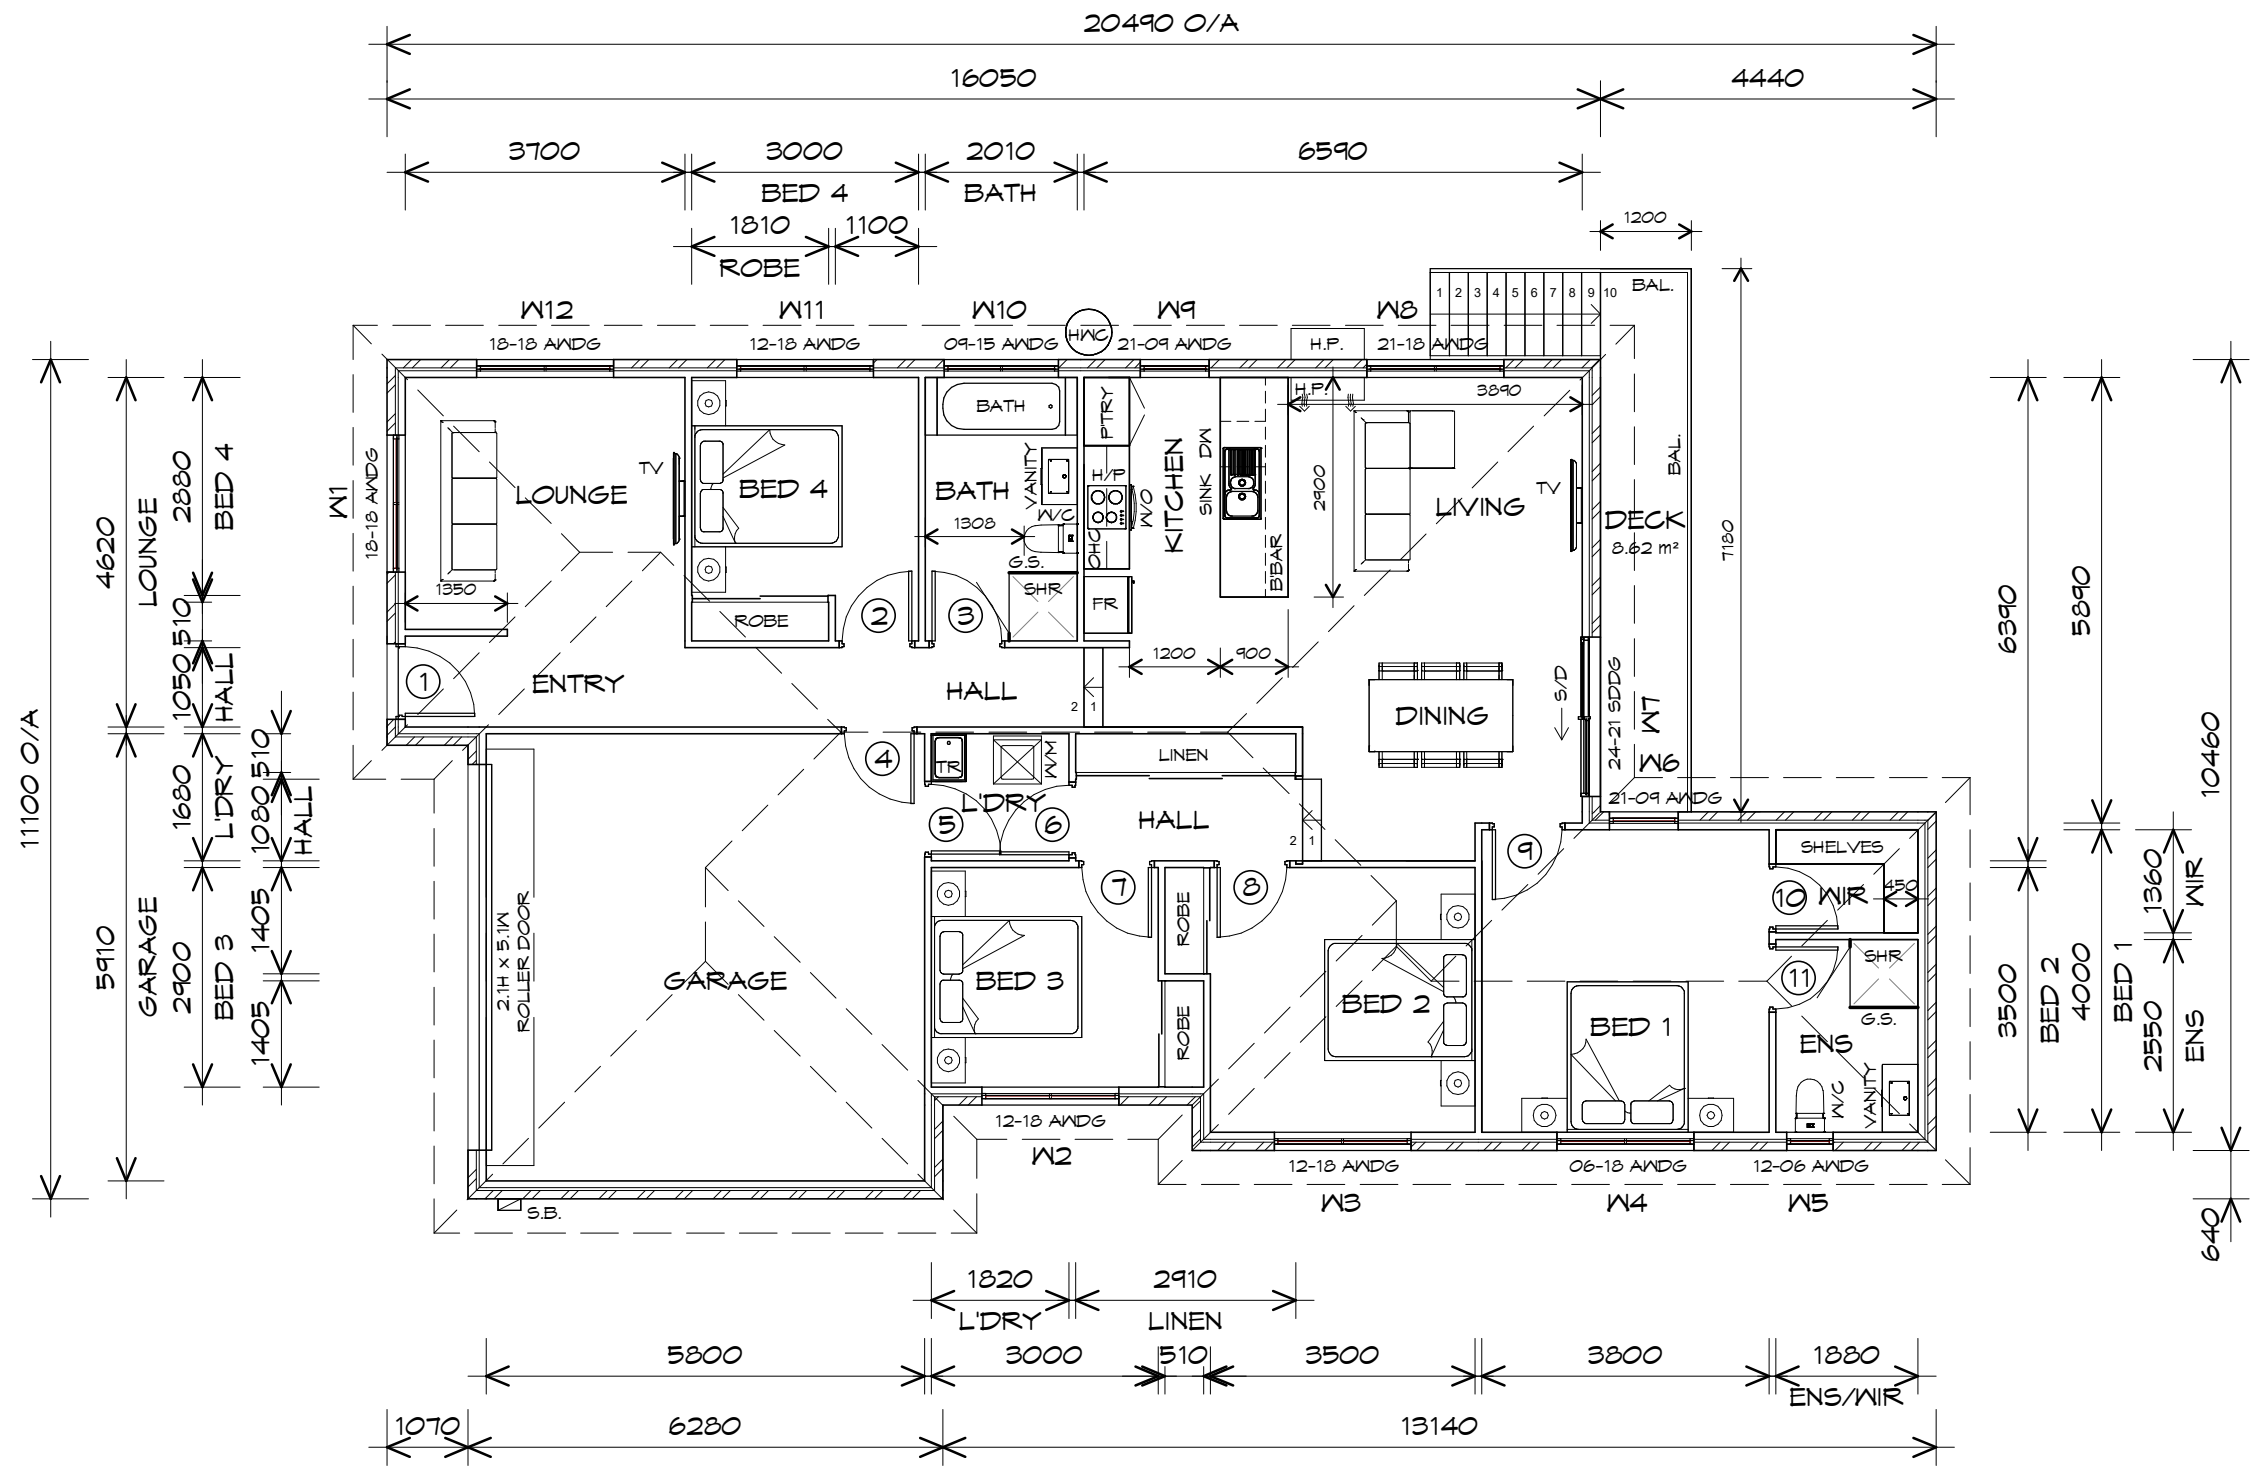 20490 O/A
16050
4440
3700
3000
2010
6590
BED 4
BATH
1810
1100
ROBE
1200
W12
W11
W10
HWC
W9
W8
1 2 3 4 5 6 7 8 9 10
BAL.
18-18 AWDG
12-18 AWDG
09-15 AWDG
21-09 AWDG
H.P.
21-18 AWDG
H.P.
3890
BATH
PTRY
KITCHEN
SINK DW
2900
W1
18-18 AWDG
LOUNGE
TV
BED 4
BATH
VANITY
W/C
1308
G.S.
SHR
H/P
OHC
W/O
FR
B'BAR
LIVING
TV
DECK
8.62 m²
BAL.
7180
1350
ROBE
2
3
1
ENTRY
HALL
2 1
1200
900
DINING
S/D
24-21 SDDG
W7
W6
21-09 AWDG
4
TR
W/M
LINEN
L'DRY
5
6
HALL
2 1
7
8
9
SHELVES
10
WIR
450
2.1H X 5.1W
ROLLER DOOR
GARAGE
BED 3
ROBE
ROBE
BED 2
BED 1
11
SHR
G.S.
ENS
W/C
VANITY
12-18 AWDG
W2
12-18 AWDG
06-18 AWDG
12-06 AWDG
W3
W4
W5
S.B.
11100 O/A
4620
LOUNGE
5910
GARAGE
2880
BED 4
510
1050
HALL
1680
L'DRY
2900
BED 3
510
1080
HALL
1405
1405
6390
3500
BED 2
5890
4000
BED 1
1360
WIR
2550
ENS
10460
640
1820
2910
L'DRY
LINEN
5800
3000
510
3500
3800
1880
ENS/WIR
1070
6280
13140